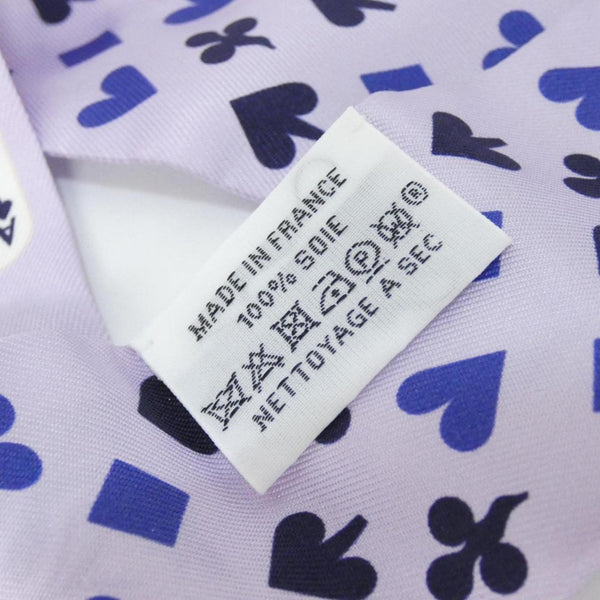 MADE IN FRANCE
100% SOIE
®
NETTOYAGE A SEC
A